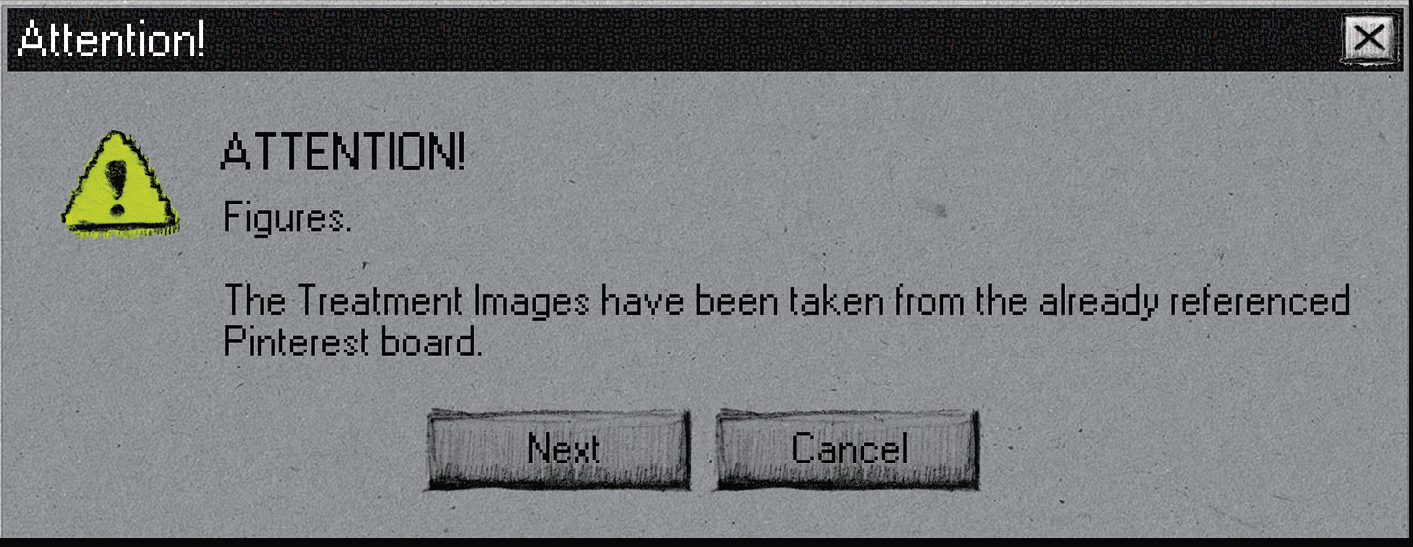 Attention!
ATTENTION!
Figures.
The Treatment Images have been taken from the already referenced
Pinterest board.
Next
Cancel